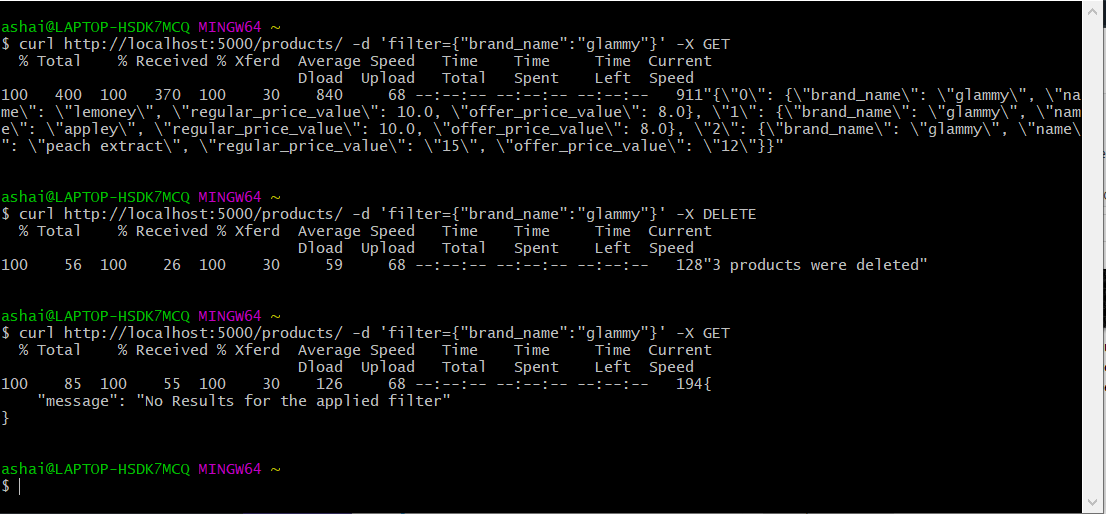 ashai@LAPTOP-HSDK7MCQ MINGW64 ~
$ curl http://localhost:5000/products/ -d 'filter={"brand_name":"glammy"}' -X GET
  % Total    % Received % Xferd  Average Speed   Time    Time     Time  Current
                                 Dload  Upload   Total   Spent    Left  Speed
100   400  100   370  100    30    840     68 --:--:-- --:--:-- --:--:--   911"{\"0\": {\"brand_name\": \"glammy\", \"na
me\": \"lemoney\", \"regular_price_value\": 10.0, \"offer_price_value\": 8.0}, \"1\": {\"brand_name\": \"glammy\", \"nam
e\": \"appley\", \"regular_price_value\": 10.0, \"offer_price_value\": 8.0}, \"2\": {\"brand_name\": \"glammy\", \"name\
": \"peach extract\", \"regular_price_value\": \"15\", \"offer_price_value\": \"12\"}}"
ashai@LAPTOP-HSDK7MCQ MINGW64 ~
$ curl http://localhost:5000/products/ -d 'filter={"brand_name":"glammy"}' -X DELETE
  % Total    % Received % Xferd  Average Speed   Time    Time     Time  Current
                                 Dload  Upload   Total   Spent    Left  Speed
100    56  100    26  100    30     59     68 --:--:-- --:--:-- --:--:--   128"3 products were deleted"
ashai@LAPTOP-HSDK7MCQ MINGW64 ~
$ curl http://localhost:5000/products/ -d 'filter={"brand_name":"glammy"}' -X GET
  % Total    % Received % Xferd  Average Speed   Time    Time     Time  Current
                                 Dload  Upload   Total   Spent    Left  Speed
100    85  100    55  100    30    126     68 --:--:-- --:--:-- --:--:--   194{
    "message": "No Results for the applied filter"
}
ashai@LAPTOP-HSDK7MCQ MINGW64 ~
$